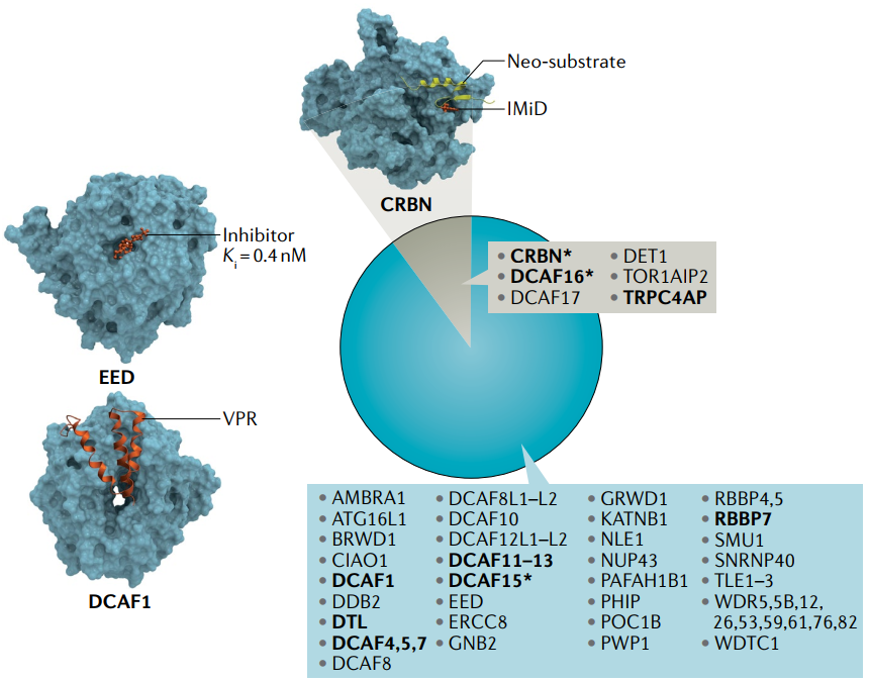 Neo-substrate
IMiD
CRBN
Inhibitor
Ki = 0.4 nM
EED
VPR
DCAF1
• CRBN*
• DCAF16*
• DCAF17
• DET1
• TOR1AIP2
• TRPC4AP
• AMBRA1
• ATG16L1
• BRWD1
• CIAO1
• DCAF1
• DDB2
• DTL
• DCAF4,5,7
• DCAF8
• DCAF8L1–L2
• DCAF10
• DCAF12L1–L2
• DCAF11–13
• DCAF15*
• EED
• ERCC8
• GNB2
• GRWD1
• KATNB1
• NLE1
• NUP43
• PAFAH1B1
• PHIP
• POC1B
• PWP1
• RBBP4,5
• RBBP7
• SMU1
• SNRNP40
• TLE1–3
• WDR5,5B,12,
26,53,59,61,76,82
• WDTC1